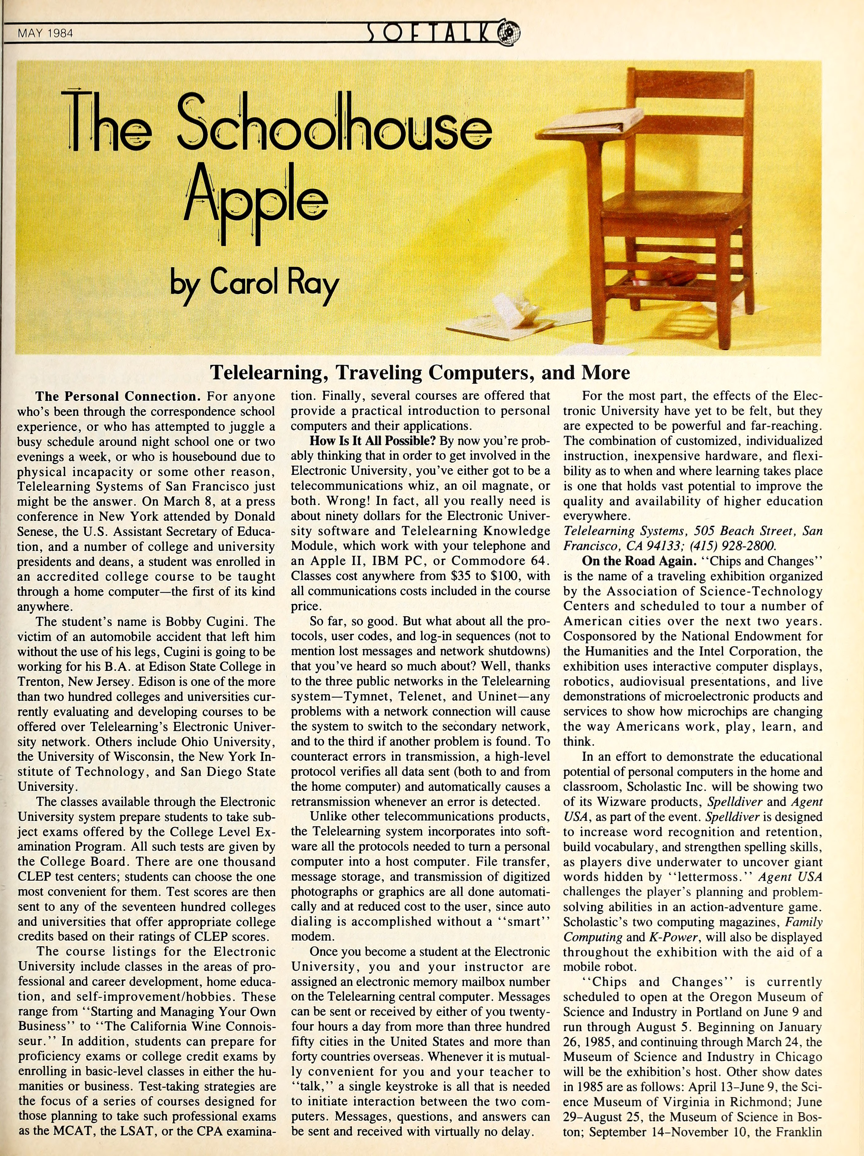 MAY 1984
SOFTALK
The Schoolhouse
Apple
by Carol Ray
Telelearning, Traveling Computers, and More
The Personal Connection. For anyone
who's been through the correspondence school
experience, or who has attempted to juggle a
busy schedule around night school one or two
evenings a week, or who is housebound due to
physical incapacity or some other reason,
Telelearning Systems of San Francisco just
might be the answer. On March 8, at a press
conference in New York attended by Donald
Senese, the U.S. Assistant Secretary of Educa-
tion, and a number of college and university
presidents and deans, a student was enrolled in
an accredited college course to be taught
through a home computer—the first of its kind
anywhere.
The student's name is Bobby Cugini. The
victim of an automobile accident that left him
without the use of his legs, Cugini is going to be
working for his B.A. at Edison State College in
Trenton, New Jersey. Edison is one of the more
than two hundred colleges and universities cur-
rently evaluating and developing courses to be
offered over Telelearning's Electronic Univer-
sity network. Others include Ohio University,
the University of Wisconsin, the New York In-
stitute of Technology, and San Diego State
University.
The classes available through the Electronic
University system prepare students to take sub-
ject exams offered by the College Level Ex-
amination Program. All such tests are given by
the College Board. There are one thousand
CLEP test centers; students can choose the one
most convenient for them. Test scores are then
sent to any of the seventeen hundred colleges
and universities that offer appropriate college
credits based on their ratings of CLEP scores.
The course listings for the Electronic
University include classes in the areas of pro-
fessional and career development, home educa-
tion, and self-improvement/hobbies. These
range from "Starting and Managing Your Own
Business" to "The California Wine Connois-
seur." In addition, students can prepare for
proficiency exams or college credit exams by
enrolling in basic-level classes in either the hu-
manities or business. Test-taking strategies are
the focus of a series of courses designed for
those planning to take such professional exams
as the MCAT, the LSAT, or the CPA examina-
tion. Finally, several courses are offered that
provide a practical introduction to personal
computers and their applications.
How Is It All Possible? By now you're prob-
ably thinking that in order to get involved in the
Electronic University, you've either got to be a
telecommunications whiz, an oil magnate, or
both. Wrong! In fact, all you really need is
about ninety dollars for the Electronic Univer-
sity software and Telelearning Knowledge
Module, which work with your telephone and
an Apple II, IBM PC, or Commodore 64.
Classes cost anywhere from $35 to $100, with
all communications costs included in the course
price.
So far, so good. But what about all the pro-
tocols, user codes, and log-in sequences (not to
mention lost messages and network shutdowns)
that you've heard so much about? Well, thanks
to the three public networks in the Telelearning
system—Tymnet, Telenet, and Uninet—any
problems with a network connection will cause
the system to switch to the secondary network,
and to the third if another problem is found. To
counteract errors in transmission, a high-level
protocol verifies all data sent (both to and from
the home computer) and automatically causes a
retransmission whenever an error is detected.
Unlike other telecommunications products,
the Telelearning system incorporates into soft-
ware all the protocols needed to turn a personal
computer into a host computer. File transfer,
message storage, and transmission of digitized
photographs or graphics are all done automati-
cally and at reduced cost to the user, since auto
dialing is accomplished without a "smart"
modem.
Once you become a student at the Electronic
University, you and your instructor are
assigned an electronic memory mailbox number
on the Telelearning central computer. Messages
can be sent or received by either of you twenty-
four hours a day from more than three hundred
fifty cities in the United States and more than
forty countries overseas. Whenever it is mutual-
ly convenient for you and your teacher to
"talk," a single keystroke is all that is needed
to initiate interaction between the two com-
puters. Messages, questions, and answers can
be sent and received with virtually no delay.
For the most part, the effects of the Elec-
tronic University have yet to be felt, but they
are expected to be powerful and far-reaching.
The combination of customized, individualized
instruction, inexpensive hardware, and flexi-
bility as to when and where learning takes place
is one that holds vast potential to improve the
quality and availability of higher education
everywhere.
Telelearning Systems, 505 Beach Street, San
Francisco, CA 94133; (415) 928-2800.
On the Road Again. "Chips and Changes"
is the name of a traveling exhibition organized
by the Association of Science-Technology
Centers and scheduled to tour a number of
American cities over the next two years.
Cosponsored by the National Endowment for
the Humanities and the Intel Corporation, the
exhibition uses interactive computer displays,
robotics, audiovisual presentations, and live
demonstrations of microelectronic products and
services to show how microchips are changing
the way Americans work, play, learn, and
think.
In an effort to demonstrate the educational
potential of personal computers in the home and
classroom, Scholastic Inc. will be showing two
of its Wizware products, Spelldiver and Agent
USA, as part of the event. Spelldiver is designed
to increase word recognition and retention,
build vocabulary, and strengthen spelling skills,
as players dive underwater to uncover giant
words hidden by "lettermoss." Agent USA
challenges the player's planning and problem-
solving abilities in an action-adventure game.
Scholastic's two computing magazines, Family
Computing and K-Power, will also be displayed
throughout the exhibition with the aid of a
mobile robot.
"Chips and Changes" is currently
scheduled to open at the Oregon Museum of
Science and Industry in Portland on June 9 and
run through August 5. Beginning on January
26, 1985, and continuing through March 24, the
Museum of Science and Industry in Chicago
will be the exhibition's host. Other show dates
in 1985 are as follows: April 13–June 9, the Sci-
ence Museum of Virginia in Richmond; June
29–August 25, the Museum of Science in Bos-
ton; September 14–November 10, the Franklin